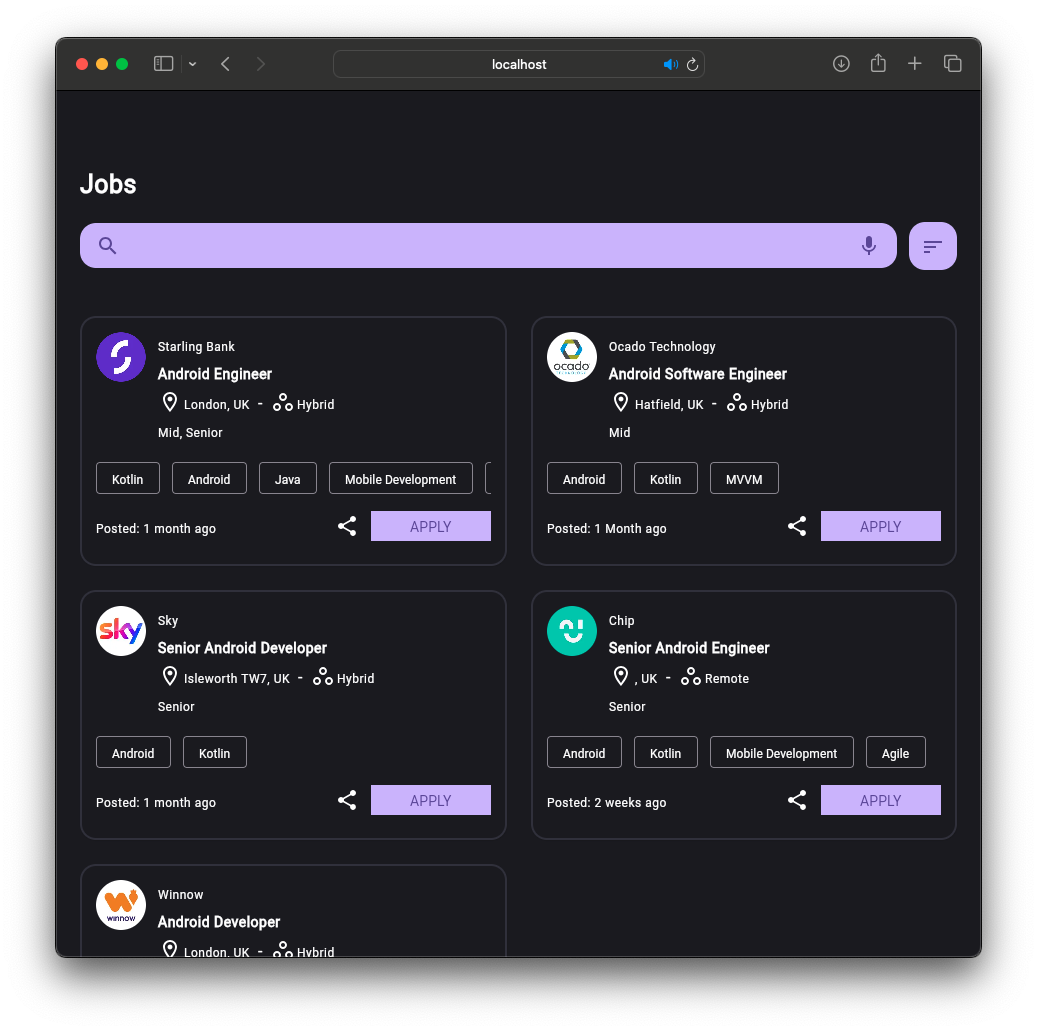 localhost
Jobs
Starling Bank
Android Engineer
London, UK - Hybrid
Mid, Senior
Kotlin Android Java Mobile Development
Posted: 1 month ago APPLY
ocado
Ocado Technology
Android Software Engineer
Hatfield, UK - Hybrid
Mid
Android Kotlin MVVM
Posted: 1 Month ago APPLY
sky
Sky
Senior Android Developer
Isleworth TW7, UK - Hybrid
Senior
Android Kotlin
Posted: 1 month ago APPLY
Chip
Senior Android Engineer
, UK - Remote
Senior
Android Kotlin Mobile Development Agile
Posted: 2 weeks ago APPLY
winnow
Winnow
Android Developer
London, UK - Hybrid